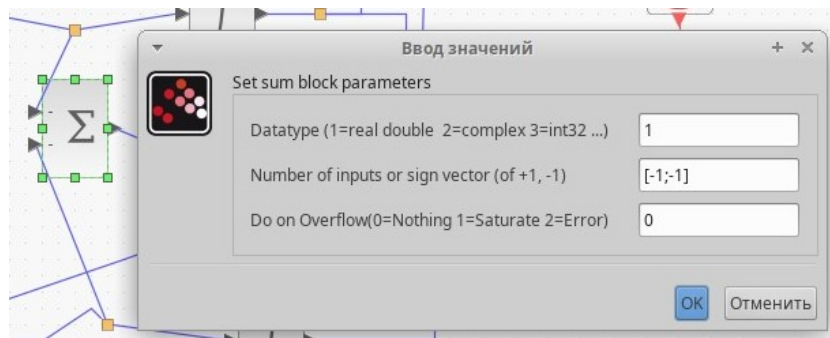 Ввод значений
Set sum block parameters
Datatype (1=real double 2=complex 3=int32 ...)
1
Number of inputs or sign vector (of +1, -1)
[-1;-1]
Do on Overflow(0=Nothing 1=Saturate 2=Error)
0
OK
Отменить
-
Σ
-